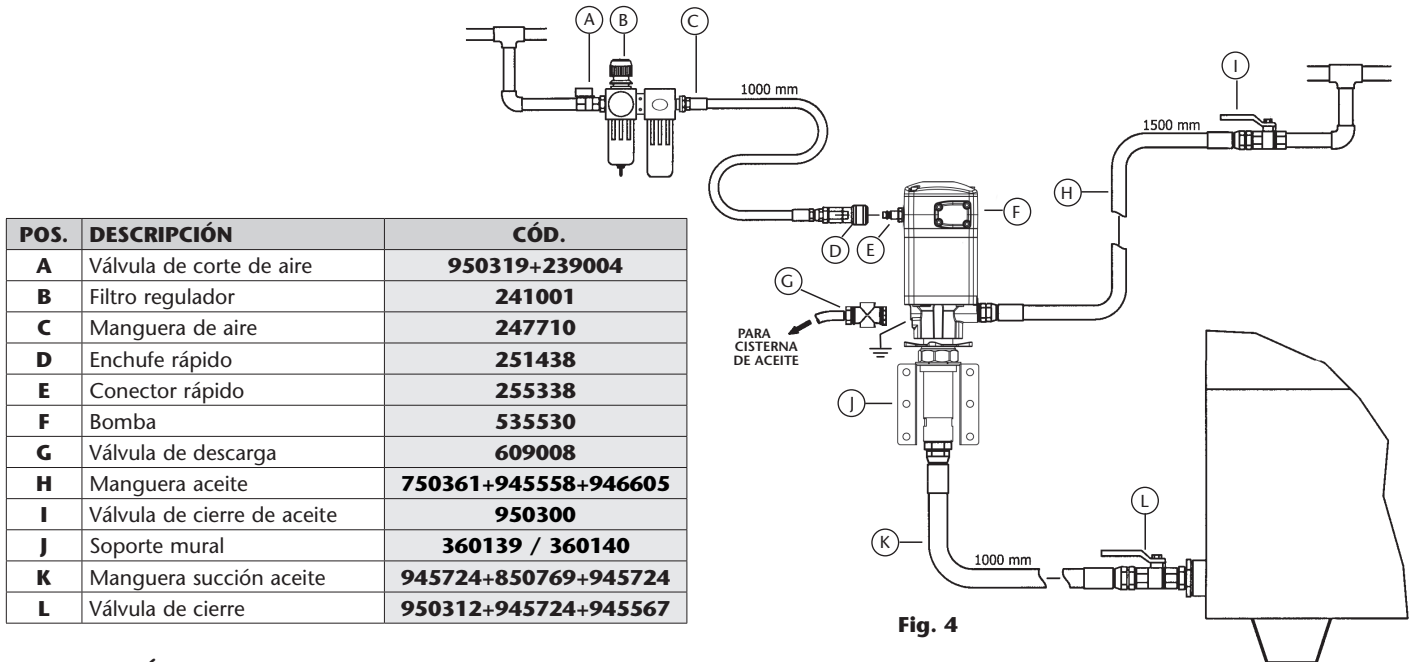 A
B
C
1000 mm
I
1500 mm
H
F
D
E
G
PARA
CISTERNA
DE ACEITE
J
L
K
1000 mm
Fig. 4
POS. DESCRIPCIÓN CÓD.
A Válvula de corte de aire 950319+239004
B Filtro regulador 241001
C Manguera de aire 247710
D Enchufe rápido 251438
E Conector rápido 255338
F Bomba 535530
G Válvula de descarga 609008
H Manguera aceite 750361+945558+946605
I Válvula de cierre de aceite 950300
J Soporte mural 360139 / 360140
K Manguera succión aceite 945724+850769+945724
L Válvula de cierre 950312+945724+945567